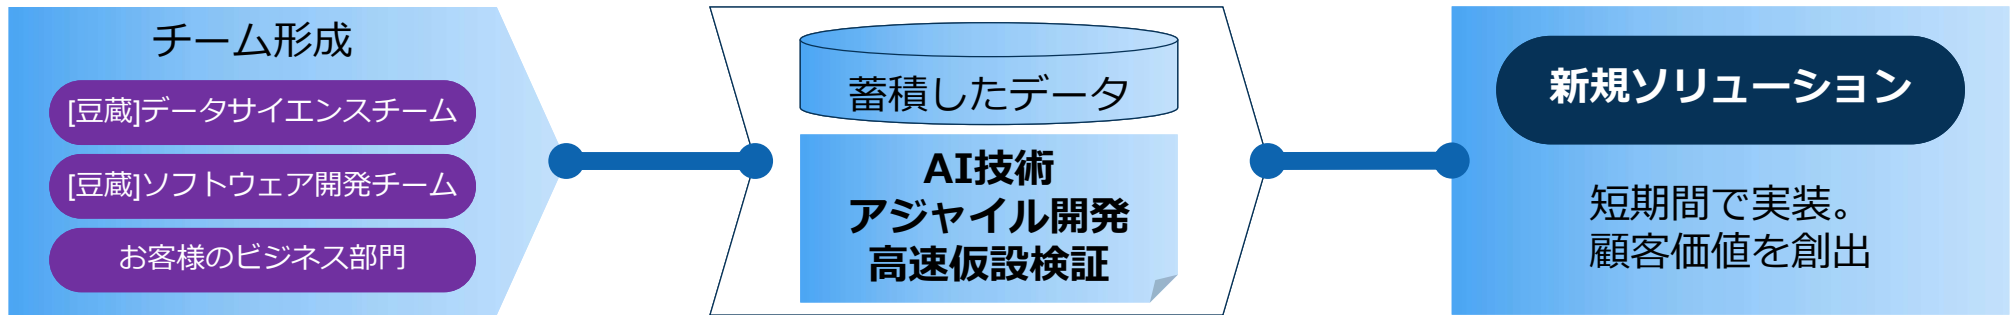 チーム形成
[豆蔵]データサイエンスチーム
[豆蔵]ソフトウェア開発チーム
お客様のビジネス部門
蓄積したデータ
AI技術
アジャイル開発
高速仮設検証
新規ソリューション
短期間で実装。
顧客価値を創出